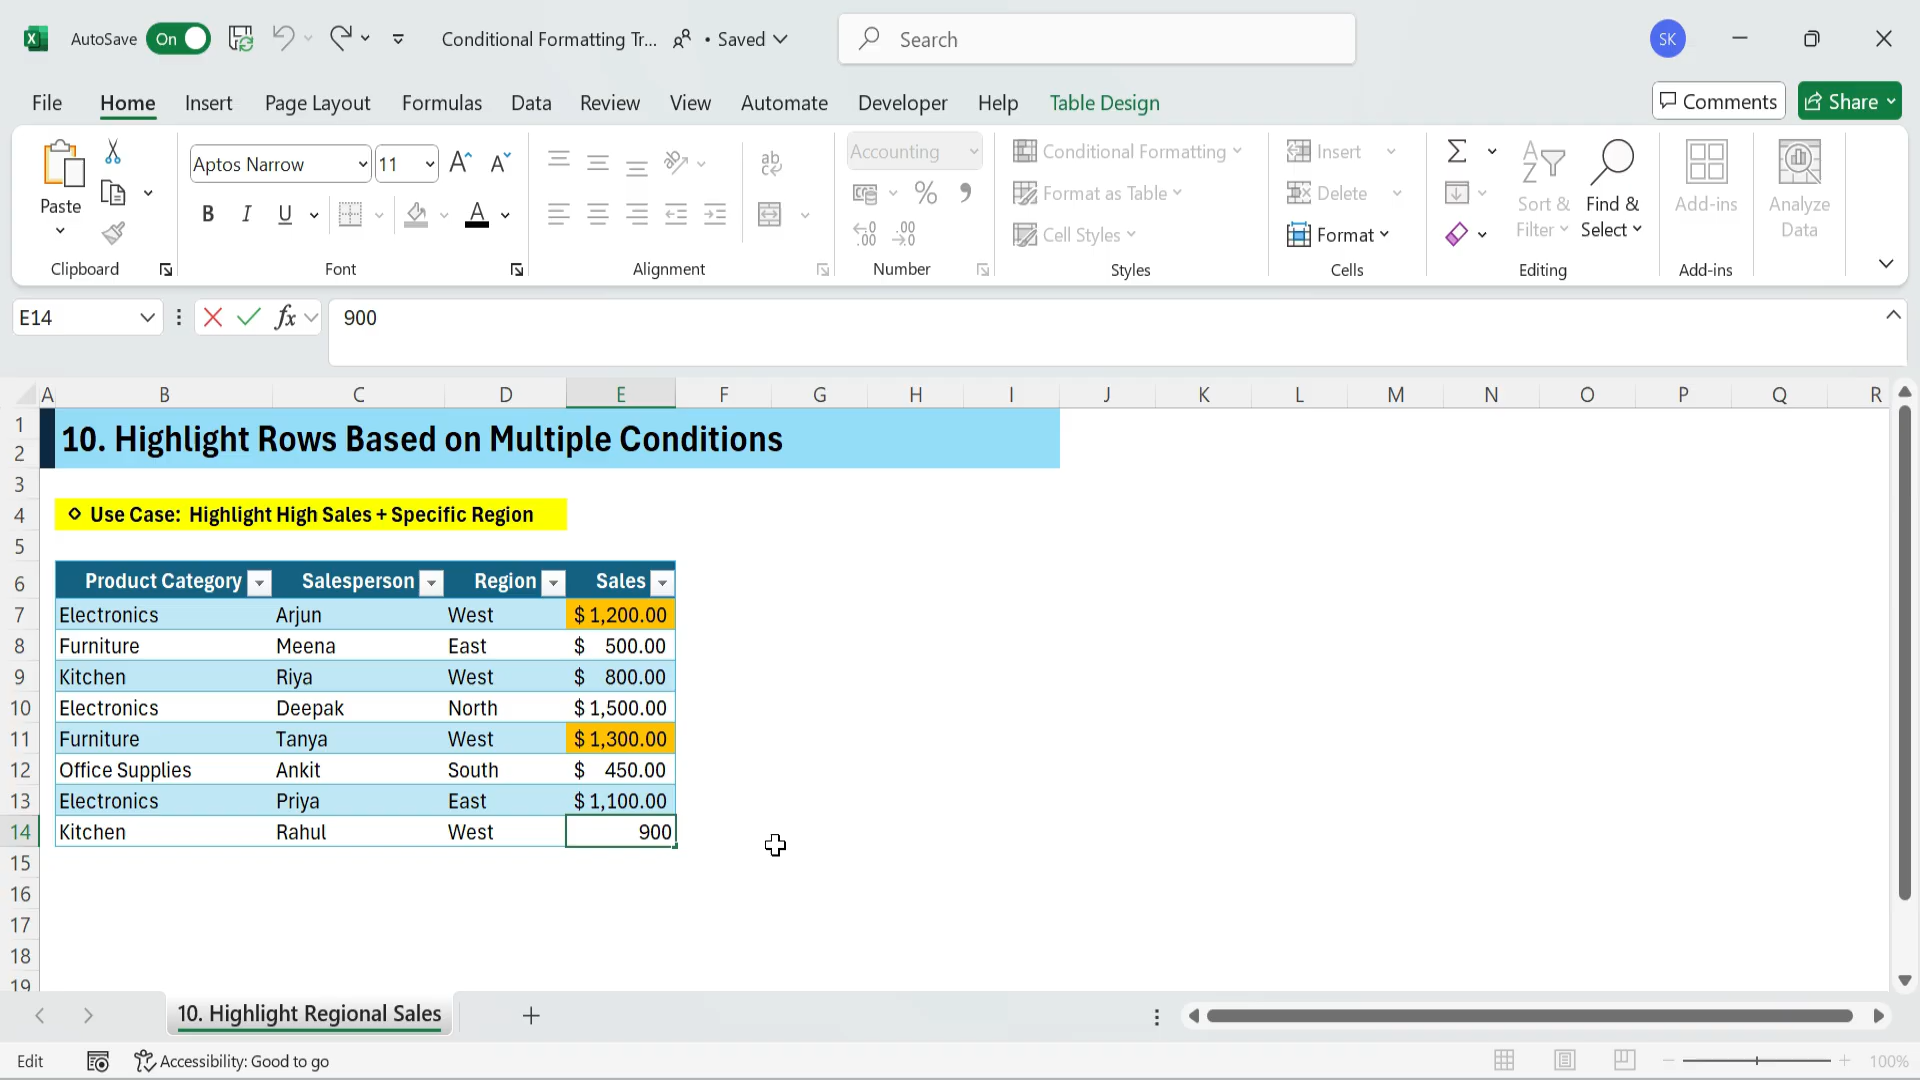 AutoSave On Conditional Formatting Tr... • Saved Search SK
File Home Insert Page Layout Formulas Data Review View Automate Developer Help Table Design Comments Share
Paste
Clipboard
Aptos Narrow 11
B I U A
Font
ab
Alignment
Accounting
% 9
Number
Conditional Formatting
Format as Table
Cell Styles
Styles
Insert
Delete
Format
Cells
Sort & Filter
Find & Select
Editing
Add-ins
Add-ins
Analyze Data
E14 fx 900
A B C D E F G H I J K L M N O P Q R
1
10. Highlight Rows Based on Multiple Conditions
2
3
4 Use Case: Highlight High Sales + Specific Region
5
6 Product Category Salesperson Region Sales
7 Electronics Arjun West $ 1,200.00
8 Furniture Meena East $ 500.00
9 Kitchen Riya West $ 800.00
10 Electronics Deepak North $ 1,500.00
11 Furniture Tanya West $ 1,300.00
12 Office Supplies Ankit South $ 450.00
13 Electronics Priya East $ 1,100.00
14 Kitchen Rahul West 900
15
16
17
18
19
10. Highlight Regional Sales
Edit Accessibility: Good to go 100%